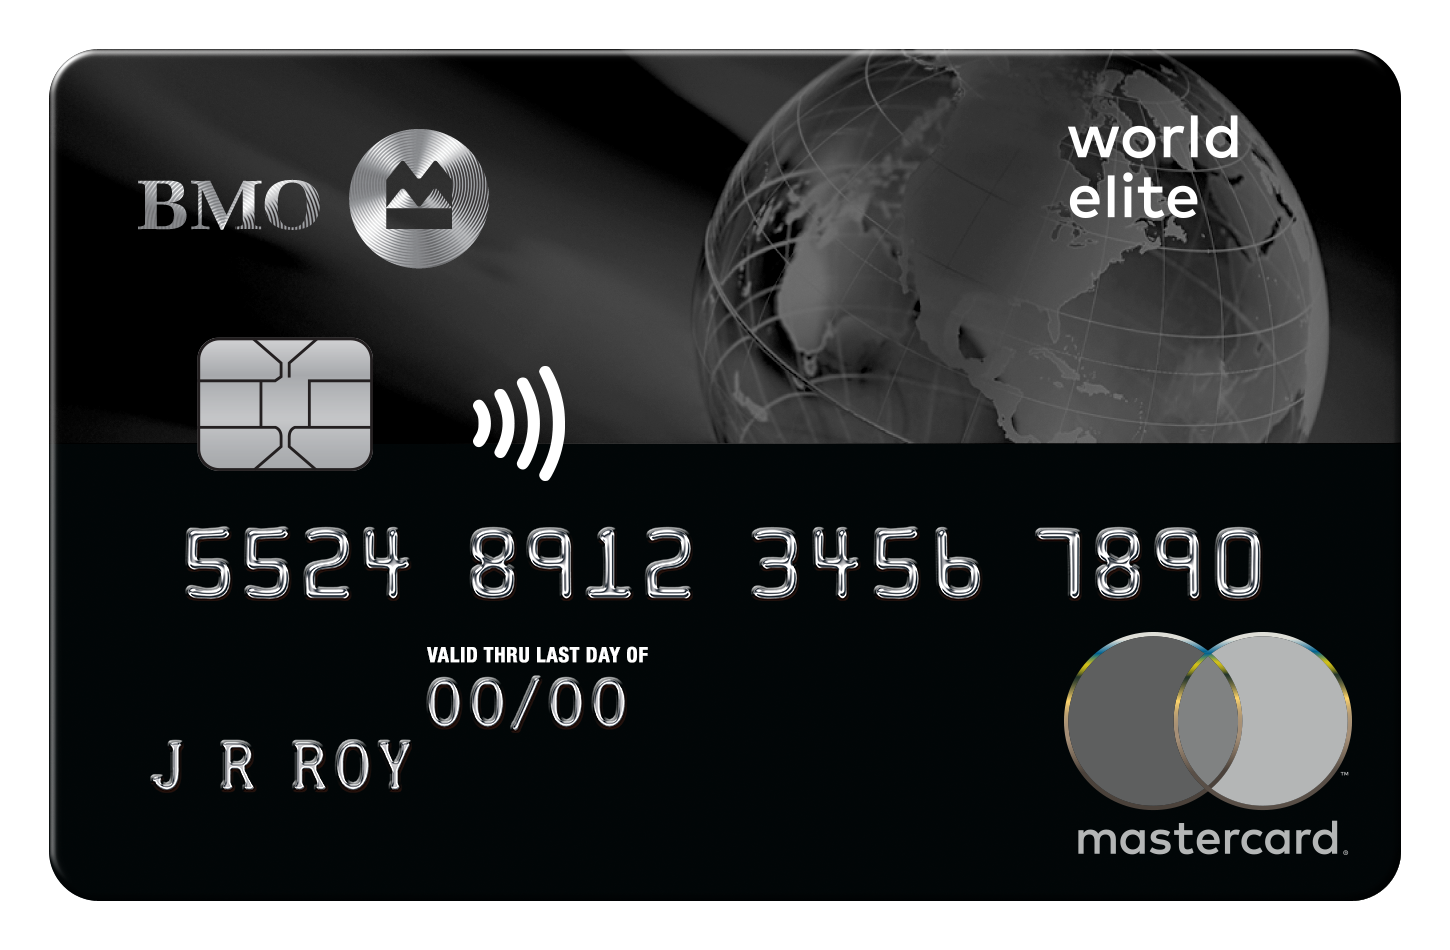 BMO
world
elite
5524 8912 3456 7890
VALID THRU LAST DAY OF
00/00
J R ROY
mastercard